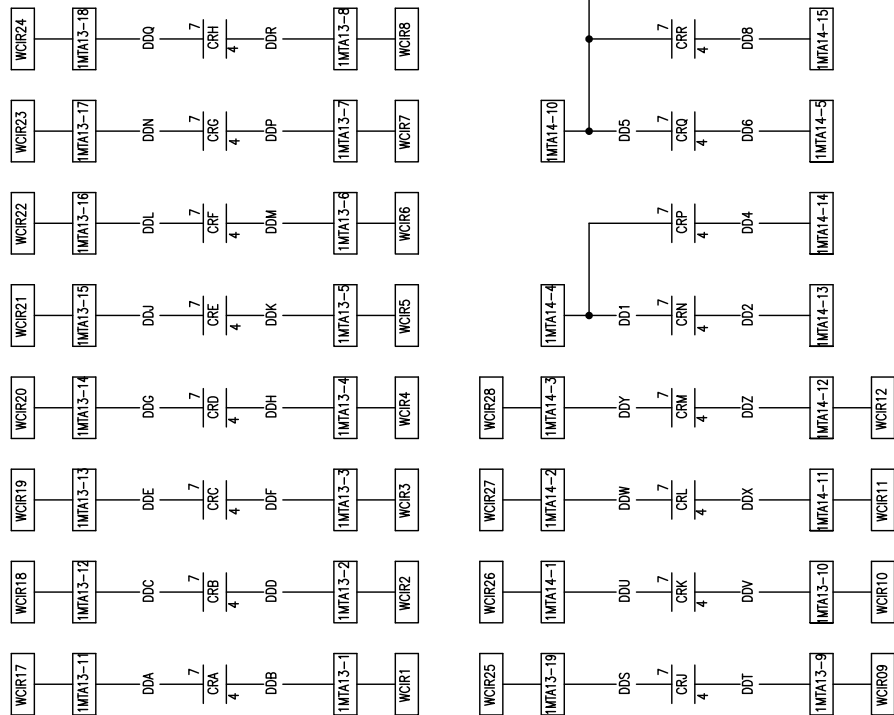 WCIR24 1MTA13-18 DDQ 7 CRH 4 DDR 1MTA13-8 WCIR8
WCIR23 1MTA13-17 DDN 7 CRG 4 DDP 1MTA13-7 WCIR7
WCIR22 1MTA13-16 DDL 7 CRF 4 DDM 1MTA13-6 WCIR6
WCIR21 1MTA13-15 DDJ 7 CRE 4 DDK 1MTA13-5 WCIR5
WCIR20 1MTA13-14 DDG 7 CRD 4 DDH 1MTA13-4 WCIR4
WCIR19 1MTA13-13 DDE 7 CRC 4 DDF 1MTA13-3 WCIR3
WCIR18 1MTA13-12 DDC 7 CRB 4 DDD 1MTA13-2 WCIR2
WCIR17 1MTA13-11 DDA 7 CRA 4 DDB 1MTA13-1 WCIR1
7 CRR 4 DD8 1MTA14-15
1MTA14-10 DD5 7 CRQ 4 DD6 1MTA14-5
7 CRP 4 DD4 1MTA14-14
1MTA14-4 DD1 7 CRN 4 DD2 1MTA14-13
WCIR28 1MTA14-3 DDY 7 CRM 4 DDZ 1MTA14-12 WCIR12
WCIR27 1MTA14-2 DDW 7 CRL 4 DDX 1MTA14-11 WCIR11
WCIR26 1MTA14-1 DDU 7 CRK 4 DDV 1MTA13-10 WCIR10
WCIR25 1MTA13-19 DDS 7 CRJ 4 DDT 1MTA13-9 WCIR09